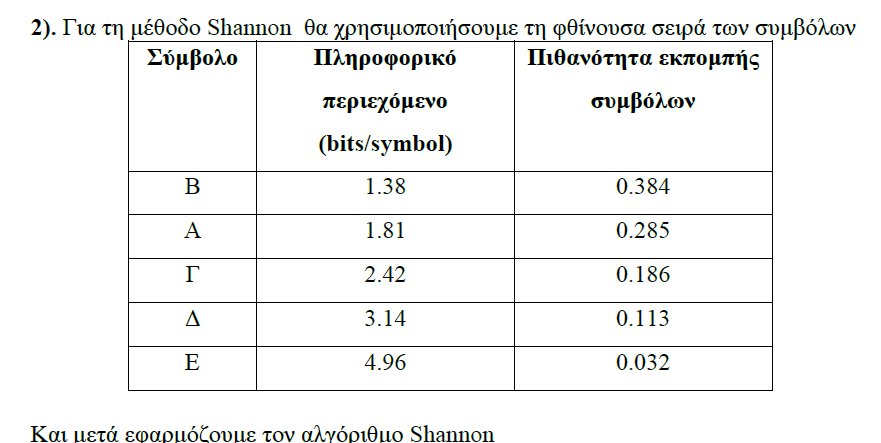 2). Για τη μέθοδο Shannon θα χρησιμοποιήσουμε τη φθίνουσα σειρά των συμβόλων
Σύμβολο Πληροφορικό περιεχόμενο (bits/symbol) Πιθανότητα εκπομπής συμβόλων
Β 1.38 0.384
Α 1.81 0.285
Γ 2.42 0.186
Δ 3.14 0.113
Ε 4.96 0.032
Και μετά εφαρμόζουμε τον αλγόριθμο Shannon